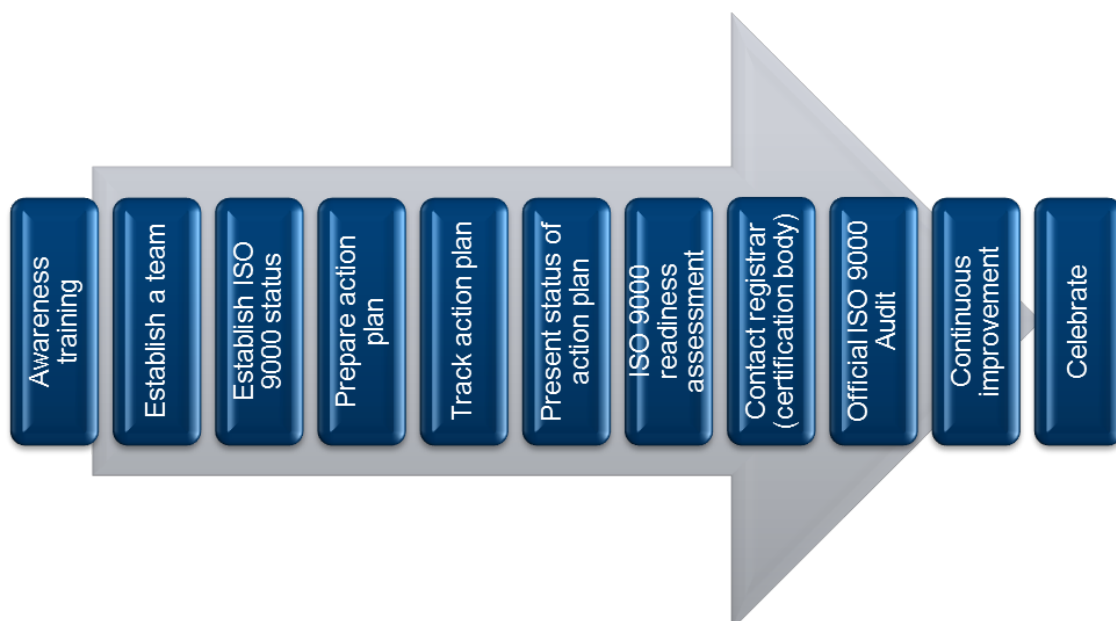 Awareness
training
Establish a team
Establish ISO
9000 status
Prepare action
plan
Track action plan
Present status of
action plan
ISO 9000
readiness
assessment
Contact registrar
(certification body)
Official ISO 9000
Audit
Continuous
improvement
Celebrate